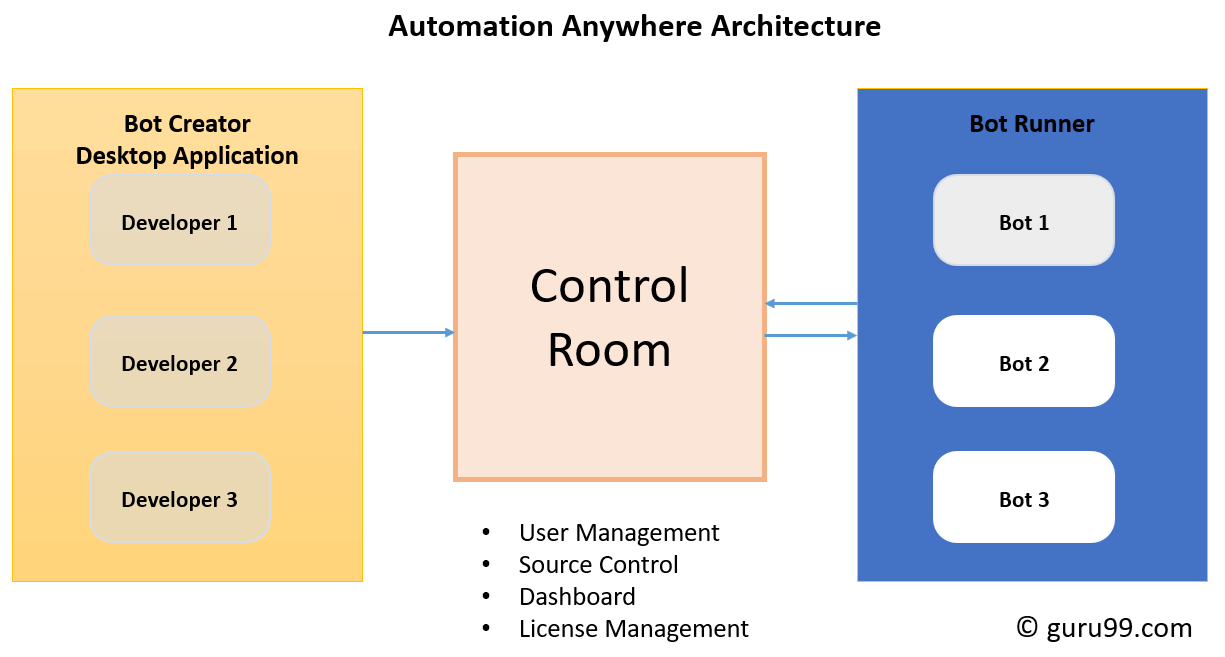 Automation Anywhere Architecture
Bot Creator
Desktop Application
Developer 1
Developer 2
Developer 3
Control
Room
• User Management
• Source Control
• Dashboard
• License Management
Bot Runner
Bot 1
Bot 2
Bot 3
© guru99.com